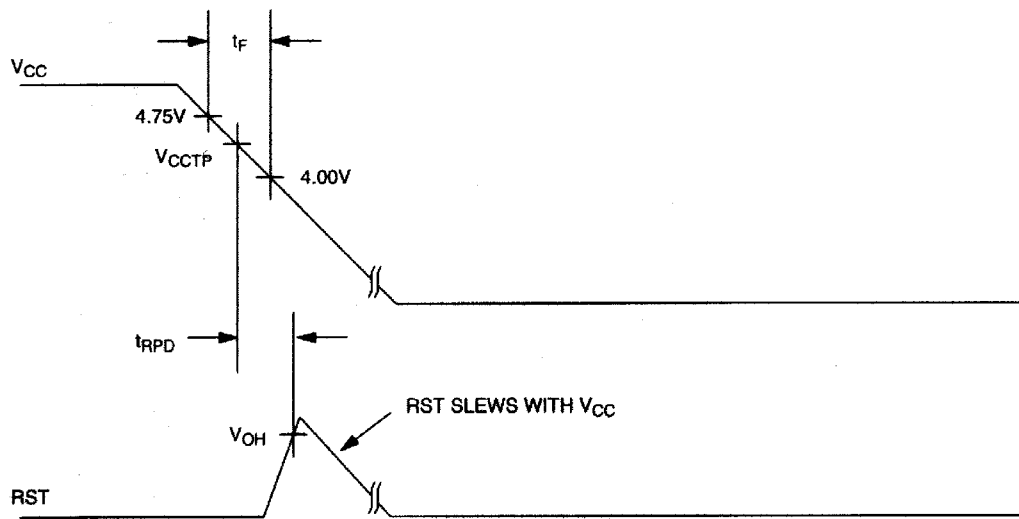 tF
VCC
4.75V
VCCTP
4.00V
tRPD
RST SLEWS WITH VCC
VOH
RST